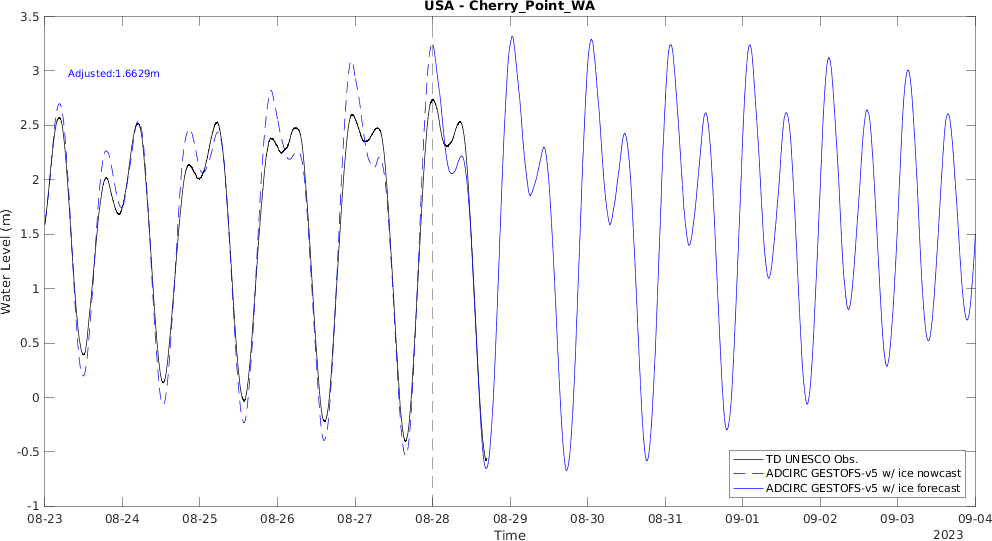 USA - Cherry_Point_WA
3.5
3
2.5
2
1.5
1
0.5
0
-0.5
-1
Water Level (m)
Adjusted:1.6629m
TD UNESCO Obs.
ADCIRC GESTOFS-v5 w/ ice nowcast
ADCIRC GESTOFS-v5 w/ ice forecast
08-23 08-24 08-25 08-26 08-27 08-28 08-29 08-30 08-31 09-01 09-02 09-03 09-04
Time
2023